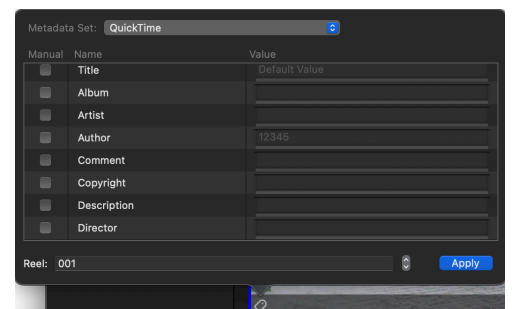 Metadata Set: QuickTime
Manual Name Value
Title Default Value
Album
Artist
Author 12345
Comment
Copyright
Description
Director
Reel: 001 Apply